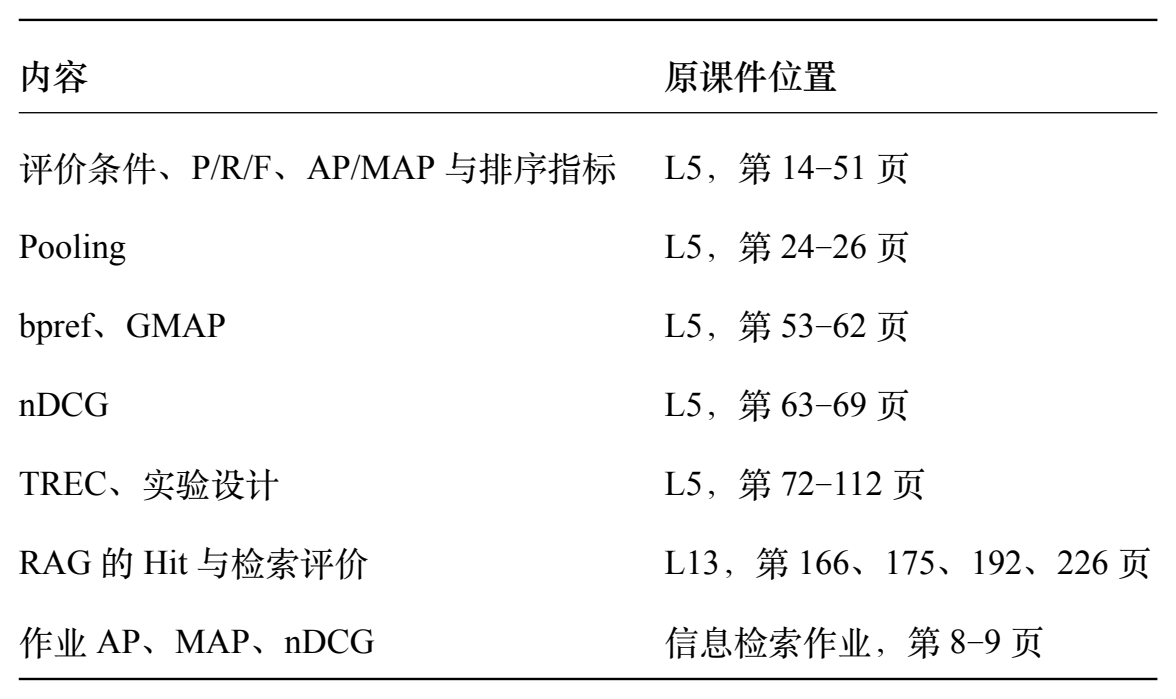 内容 原课件位置
评价条件、P/R/F、AP/MAP 与排序指标 L5，第 14–51 页
Pooling L5，第 24–26 页
bpref、GMAP L5，第 53–62 页
nDCG L5，第 63–69 页
TREC、实验设计 L5，第 72–112 页
RAG 的 Hit 与检索评价 L13，第 166、175、192、226 页
作业 AP、MAP、nDCG 信息检索作业，第 8–9 页